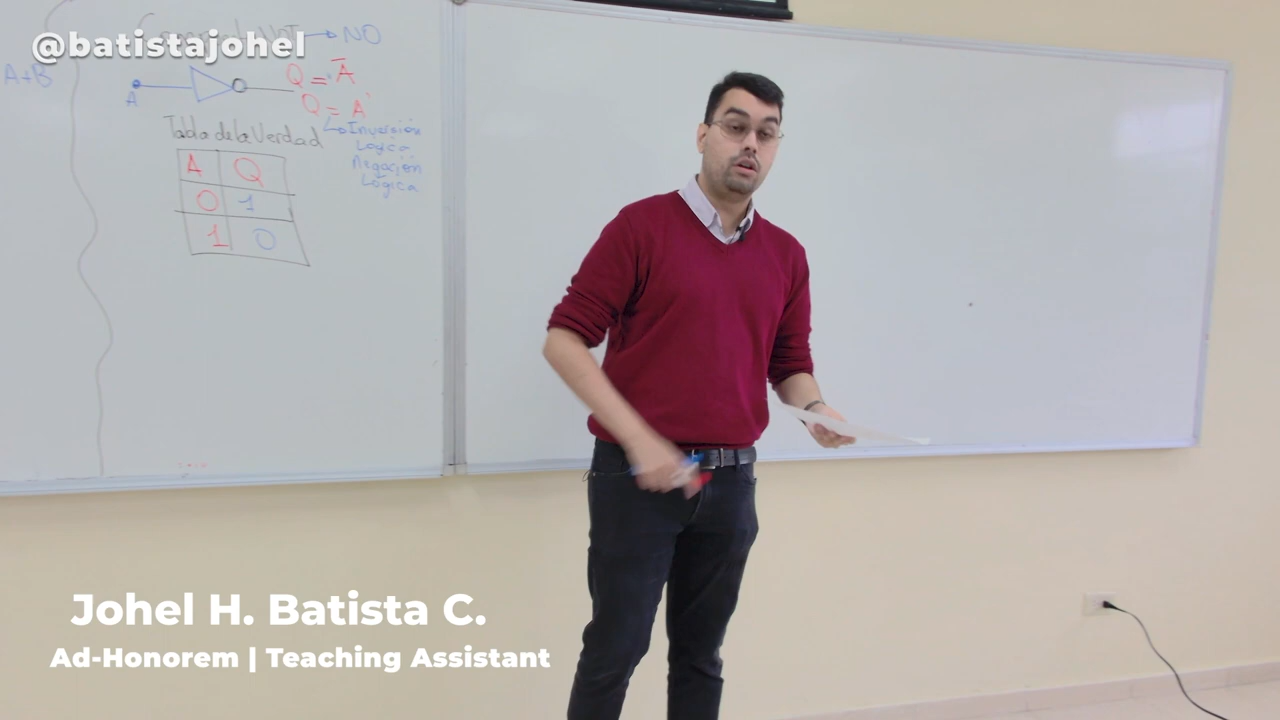 @batistajohel
NOT → NO
A+B
A
Q = A̅
Q = A'
Tabla de la Verdad
Inversión
Lógica
Negación
Lógica
A Q
0 1
1 0
Johel H. Batista C.
Ad-Honorem | Teaching Assistant